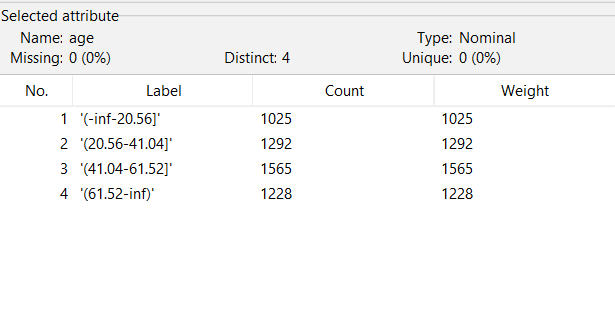 Selected attribute
Name: age Type: Nominal
Missing: 0 (0%) Distinct: 4 Unique: 0 (0%)
No. Label Count Weight
1 '(-inf-20.56]' 1025 1025
2 '(20.56-41.04]' 1292 1292
3 '(41.04-61.52]' 1565 1565
4 '(61.52-inf)' 1228 1228